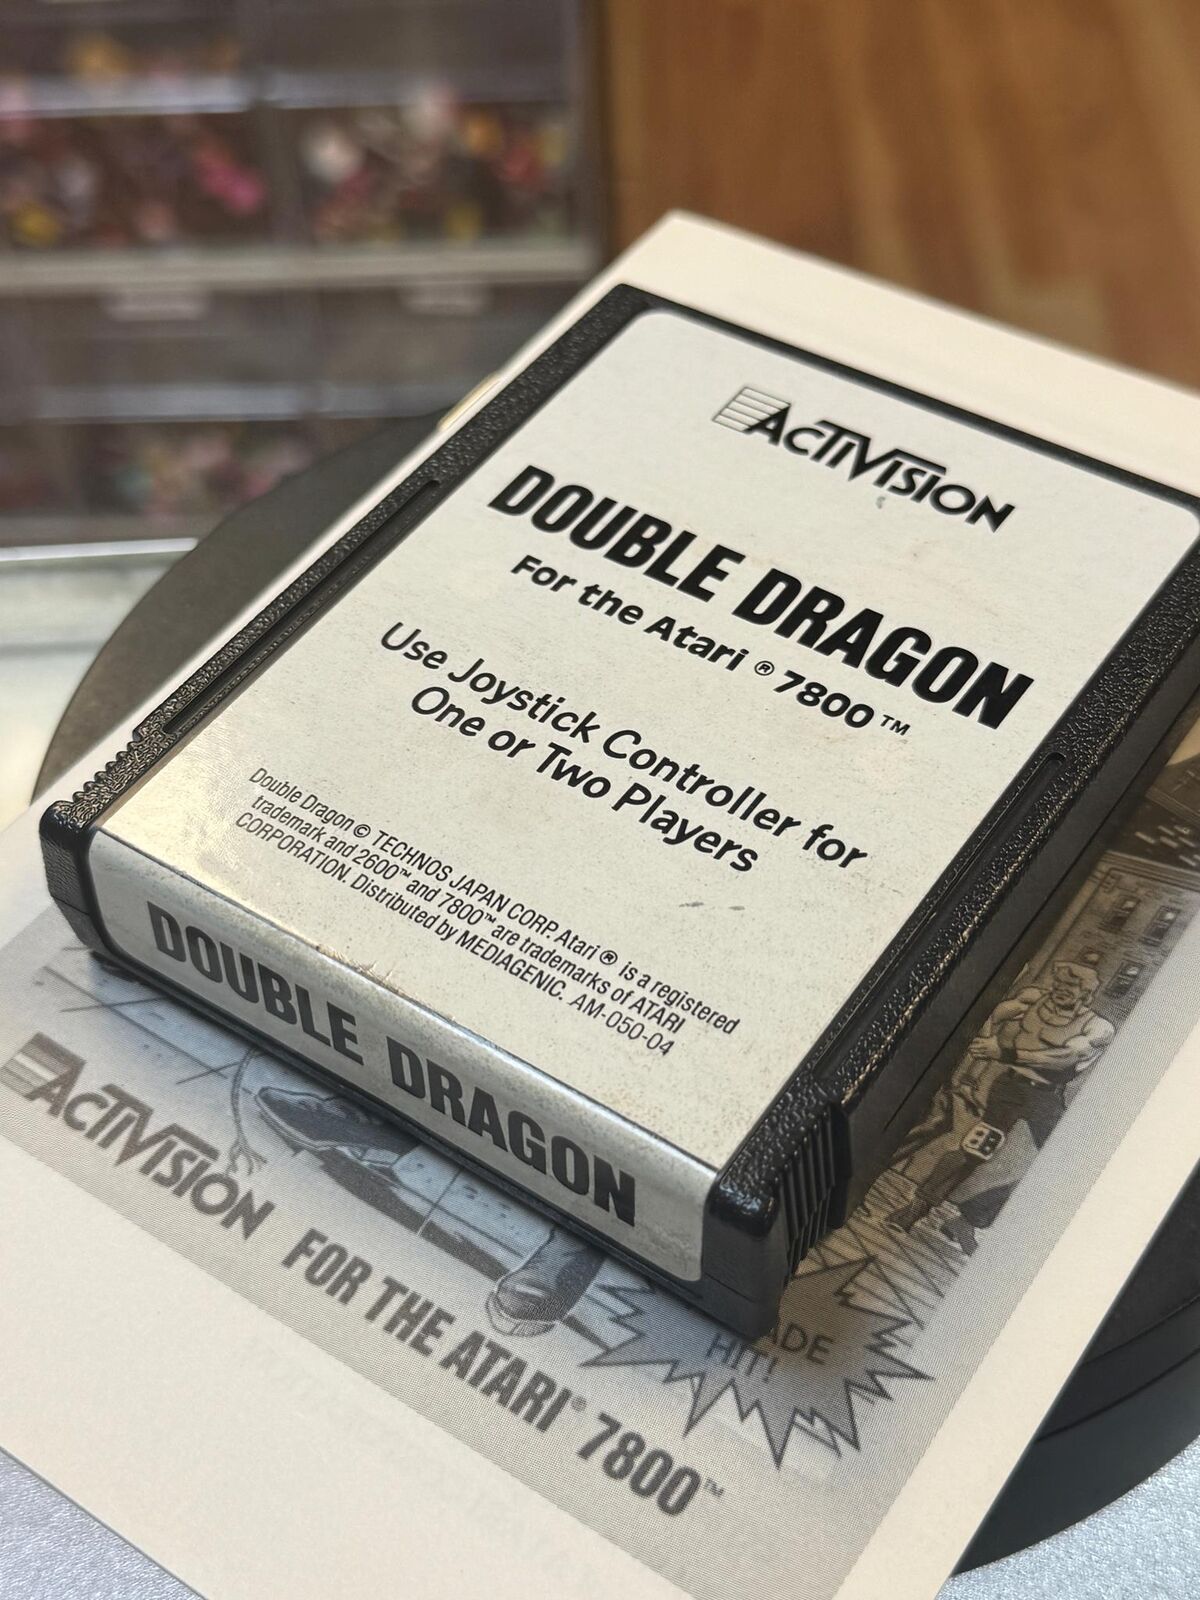 ACTIVISION
DOUBLE DRAGON
For the Atari® 7800™
Use Joystick Controller for
One or Two Players
Double Dragon © TECHNOS JAPAN CORP. Atari® is a registered
trademark and 2600™ and 7800™ are trademarks of ATARI
CORPORATION. Distributed by MEDIAGENIC. AM-050-04
DOUBLE DRAGON
ACTIVISION
FOR THE ATARI® 7800™
HIT!